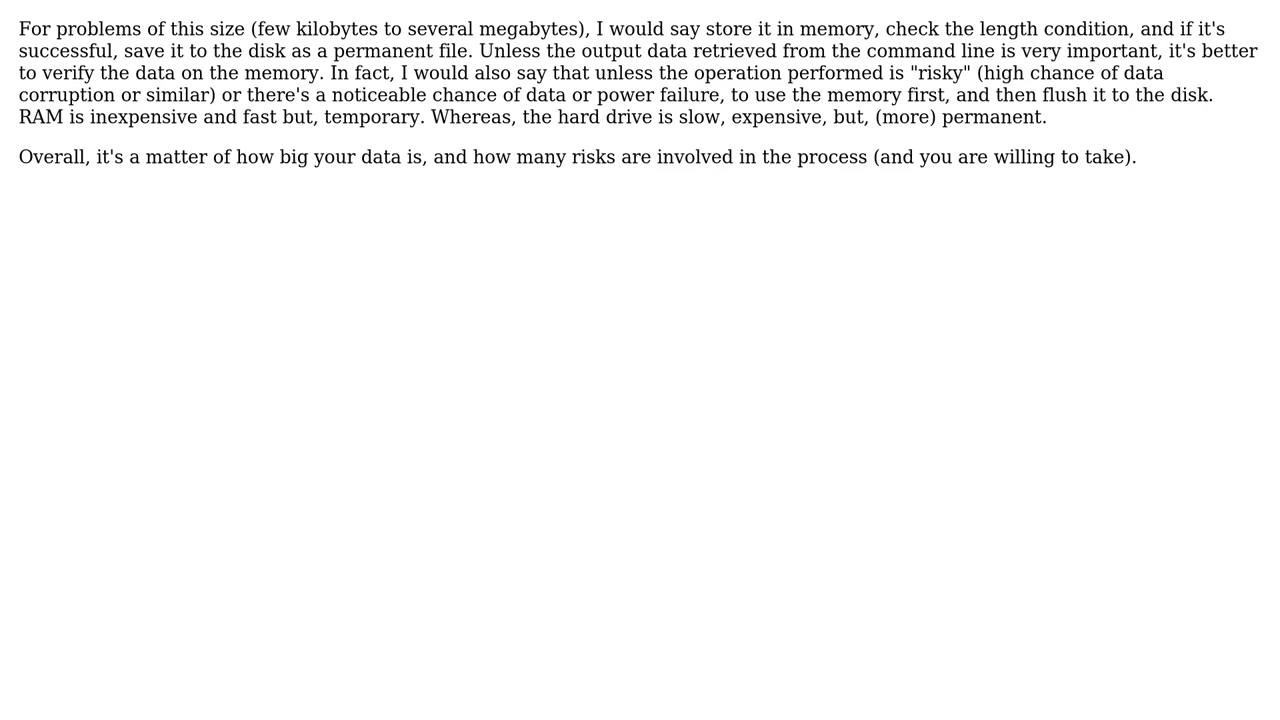 For problems of this size (few kilobytes to several megabytes), I would say store it in memory, check the length condition, and if it's
successful, save it to the disk as a permanent file. Unless the output data retrieved from the command line is very important, it's better
to verify the data on the memory. In fact, I would also say that unless the operation performed is "risky" (high chance of data
corruption or similar) or there's a noticeable chance of data or power failure, to use the memory first, and then flush it to the disk.
RAM is inexpensive and fast but, temporary. Whereas, the hard drive is slow, expensive, but, (more) permanent.
Overall, it's a matter of how big your data is, and how many risks are involved in the process (and you are willing to take).